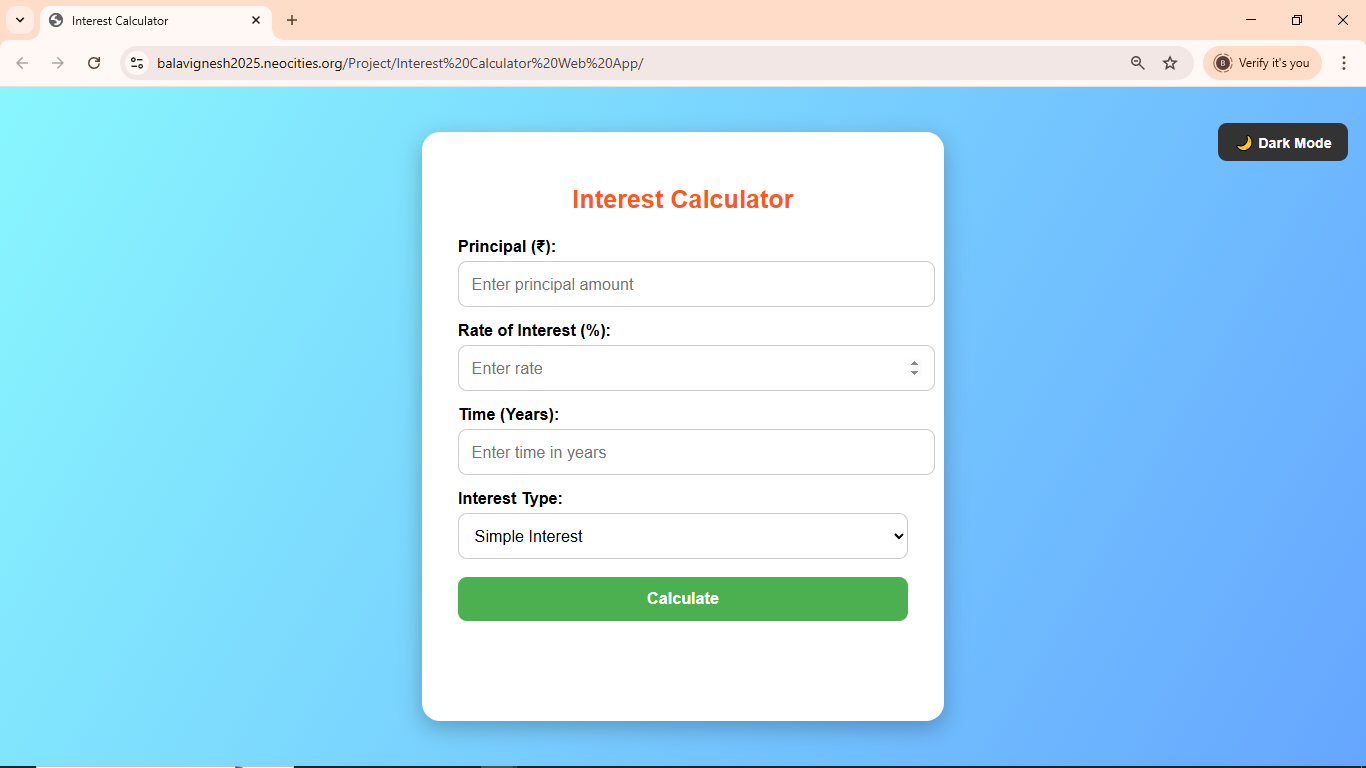 Interest Calculator
balavignesh2025.neocities.org/Project/Interest%20Calculator%20Web%20App/
B
Verify it's you
🌙 Dark Mode
Interest Calculator
Principal (₹):
Enter principal amount
Rate of Interest (%):
Enter rate
Time (Years):
Enter time in years
Interest Type:
Simple Interest
Calculate